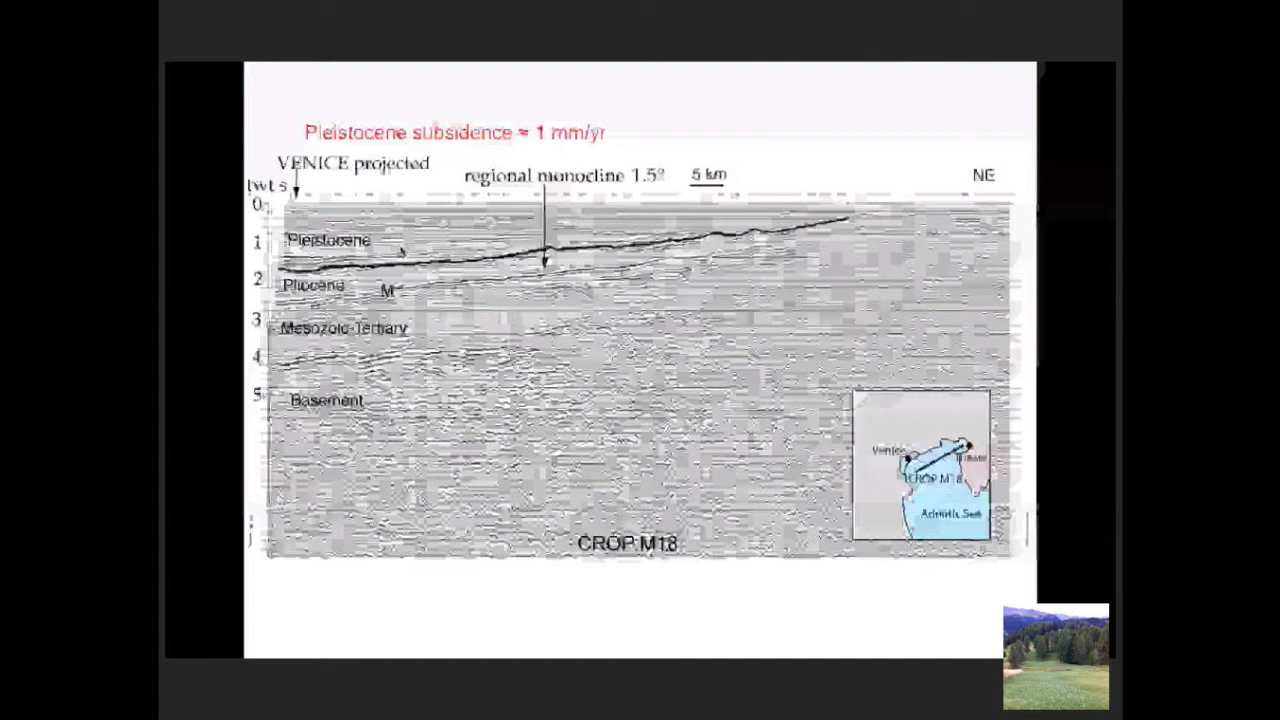 Pleistocene subsidence ≈ 1 mm/yr
VENICE projected
regional monocline 1.5°
5 km
NE
twt s
0
1
2
3
4
5
Pleistocene
Pliocene
M
Mesozoic-Tertiary
Basement
CROP M18
Venice
CROP M18
Adriatic Sea